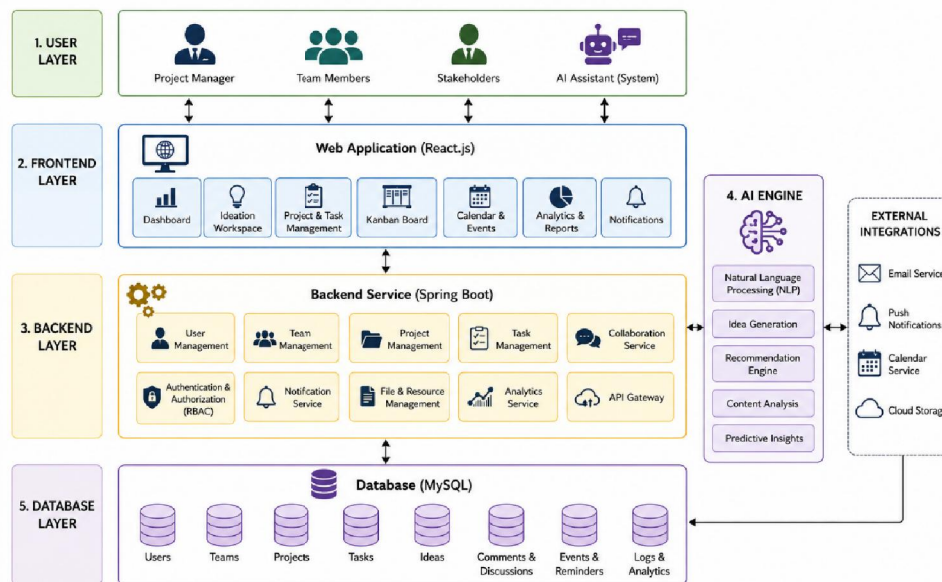 1. USER
LAYER
Project Manager
Team Members
Stakeholders
AI Assistant (System)
2. FRONTEND
LAYER
Web Application (React.js)
Dashboard
Ideation
Workspace
Project & Task
Management
Kanban Board
Calendar &
Events
Analytics &
Reports
Notifications
3. BACKEND
LAYER
Backend Service (Spring Boot)
User
Management
Team
Management
Project
Management
Task
Management
Collaboration
Service
Authentication &
Authorization
(RBAC)
Notifcation
Service
File & Resource
Management
Analytics
Service
API Gateway
4. AI ENGINE
Natural Language
Processing (NLP)
Idea Generation
Recommendation
Engine
Content Analysis
Predictive Insights
EXTERNAL
INTEGRATIONS
Email Service
Push
Notifications
Calendar
Service
Cloud Storag
5. DATABASE
LAYER
Database (MySQL)
Users
Teams
Projects
Tasks
Ideas
Comments &
Discussions
Events &
Reminders
Logs &
Analytics